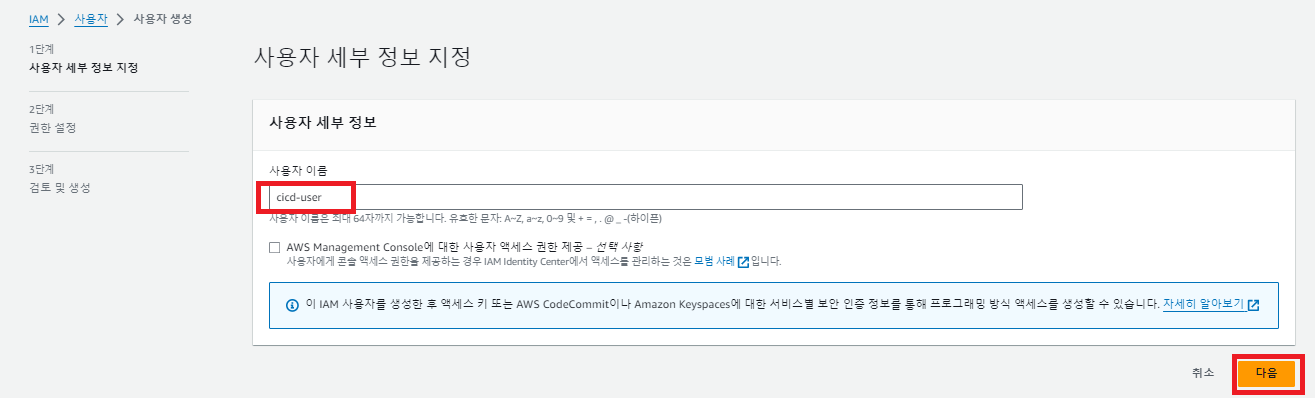 IAM > 사용자 > 사용자 생성
1단계
사용자 세부 정보 지정
2단계
권한 설정
3단계
검토 및 생성
사용자 세부 정보 지정
사용자 세부 정보
사용자 이름
cicd-user
사용자 이름은 최대 64자까지 가능합니다. 유효한 문자: A~Z, a~z, 0~9 및 + = , . @ _ -(하이픈)
AWS Management Console에 대한 사용자 액세스 권한 제공 – 선택 사항
사용자에게 콘솔 액세스 권한을 제공하는 경우 IAM Identity Center에서 액세스를 관리하는 것은 모범 사례입니다.
이 IAM 사용자를 생성한 후 액세스 키 또는 AWS CodeCommit이나 Amazon Keyspaces에 대한 서비스별 보안 인증 정보를 통해 프로그래밍 방식 액세스를 생성할 수 있습니다. 자세히 알아보기
취소
다음